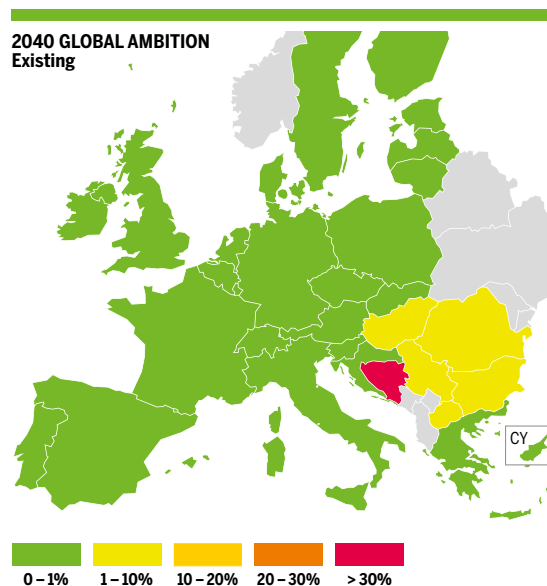 2040 GLOBAL AMBITION
Existing
CY
0 – 1%
1 – 10%
10 – 20%
20 – 30%
> 30%